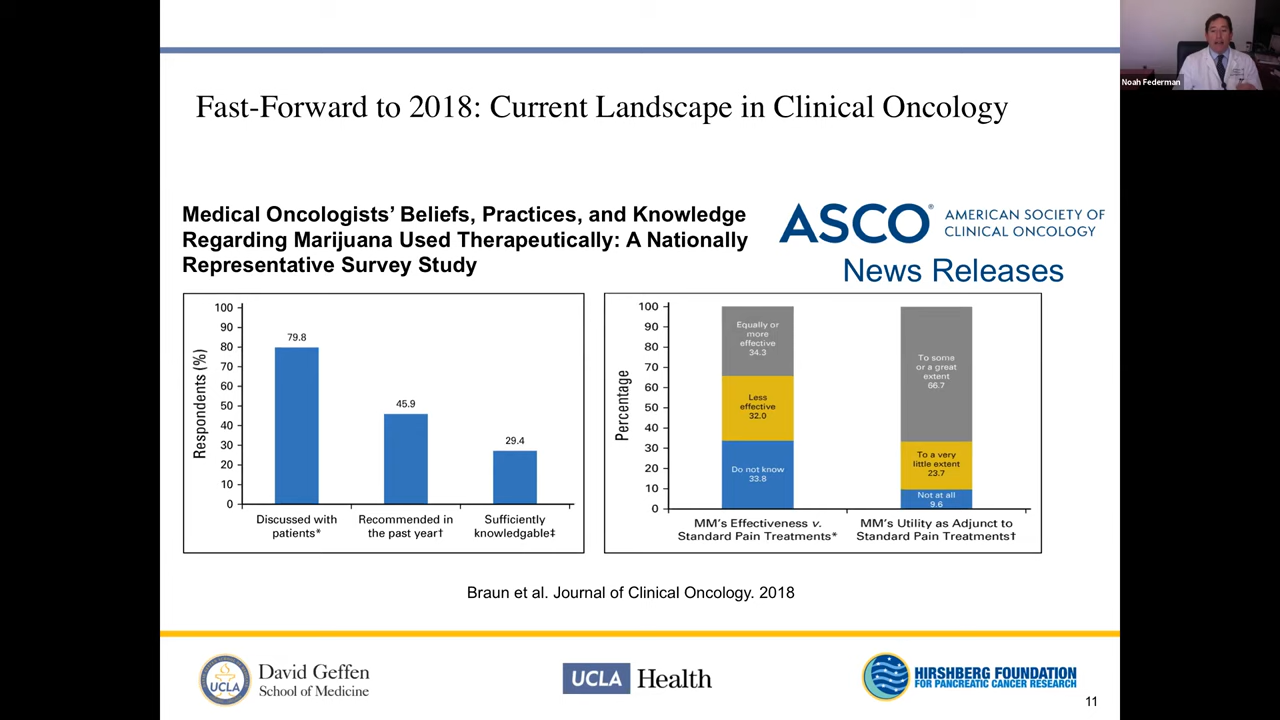 Noah Federman
Fast-Forward to 2018: Current Landscape in Clinical Oncology
Medical Oncologists' Beliefs, Practices, and Knowledge
Regarding Marijuana Used Therapeutically: A Nationally
Representative Survey Study
ASCO®
AMERICAN SOCIETY OF
CLINICAL ONCOLOGY
News Releases
Respondents (%)
100
90
80
70
60
50
40
30
20
10
0
79.8
45.9
29.4
Discussed with
patients*
Recommended in
the past year†
Sufficiently
knowledgable‡
Percentage
100
90
80
70
60
50
40
30
20
10
0
Equally or
more
effective
34.3
Less
effective
32.0
Do not know
33.8
To some
or a great
extent
66.7
To a very
little extent
23.7
Not at all
9.6
MM's Effectiveness v.
Standard Pain Treatments*
MM's Utility as Adjunct to
Standard Pain Treatments†
Braun et al. Journal of Clinical Oncology. 2018
UCLA
David Geffen
School of Medicine
UCLA Health
HIRSHBERG FOUNDATION
FOR PANCREATIC CANCER RESEARCH
11